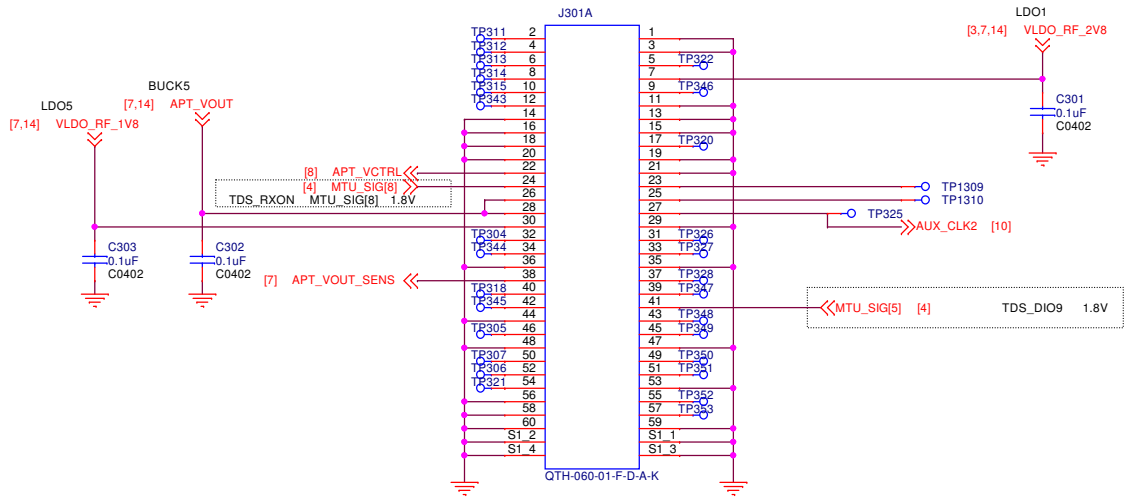 J301A
LDO1
[3,7,14] VLDO_RF_2V8
BUCK5
[7,14] APT_VOUT
LDO5
[7,14] VLDO_RF_1V8
TP311 2
TP312 4
TP313 6
TP314 8
TP315 10
TP343 12
14
16
18
20
[8] APT_VCTRL 22
[4] MTU_SIG[8] 24
TDS_RXON MTU_SIG[8] 1.8V 26
28
30
TP304 32
TP344 34
36
[7] APT_VOUT_SENS 38
TP318 40
TP345 42
44
TP305 46
48
TP307 50
TP306 52
TP321 54
56
58
60
S1_2
S1_4
1
3
5 TP322
7
9 TP346
11
13
15
17 TP320
19
21
23 TP1309
25 TP1310
27 TP325
AUX_CLK2 [10]
29
31 TP326
33 TP327
35
37 TP328
39 TP347
41 MTU_SIG[5] [4] TDS_DIO9 1.8V
43 TP348
45 TP349
47
49 TP350
51 TP351
53
55 TP352
57 TP353
59
S1_1
S1_3
C301
0.1uF
C0402
C303
0.1uF
C0402
C302
0.1uF
C0402
QTH-060-01-F-D-A-K